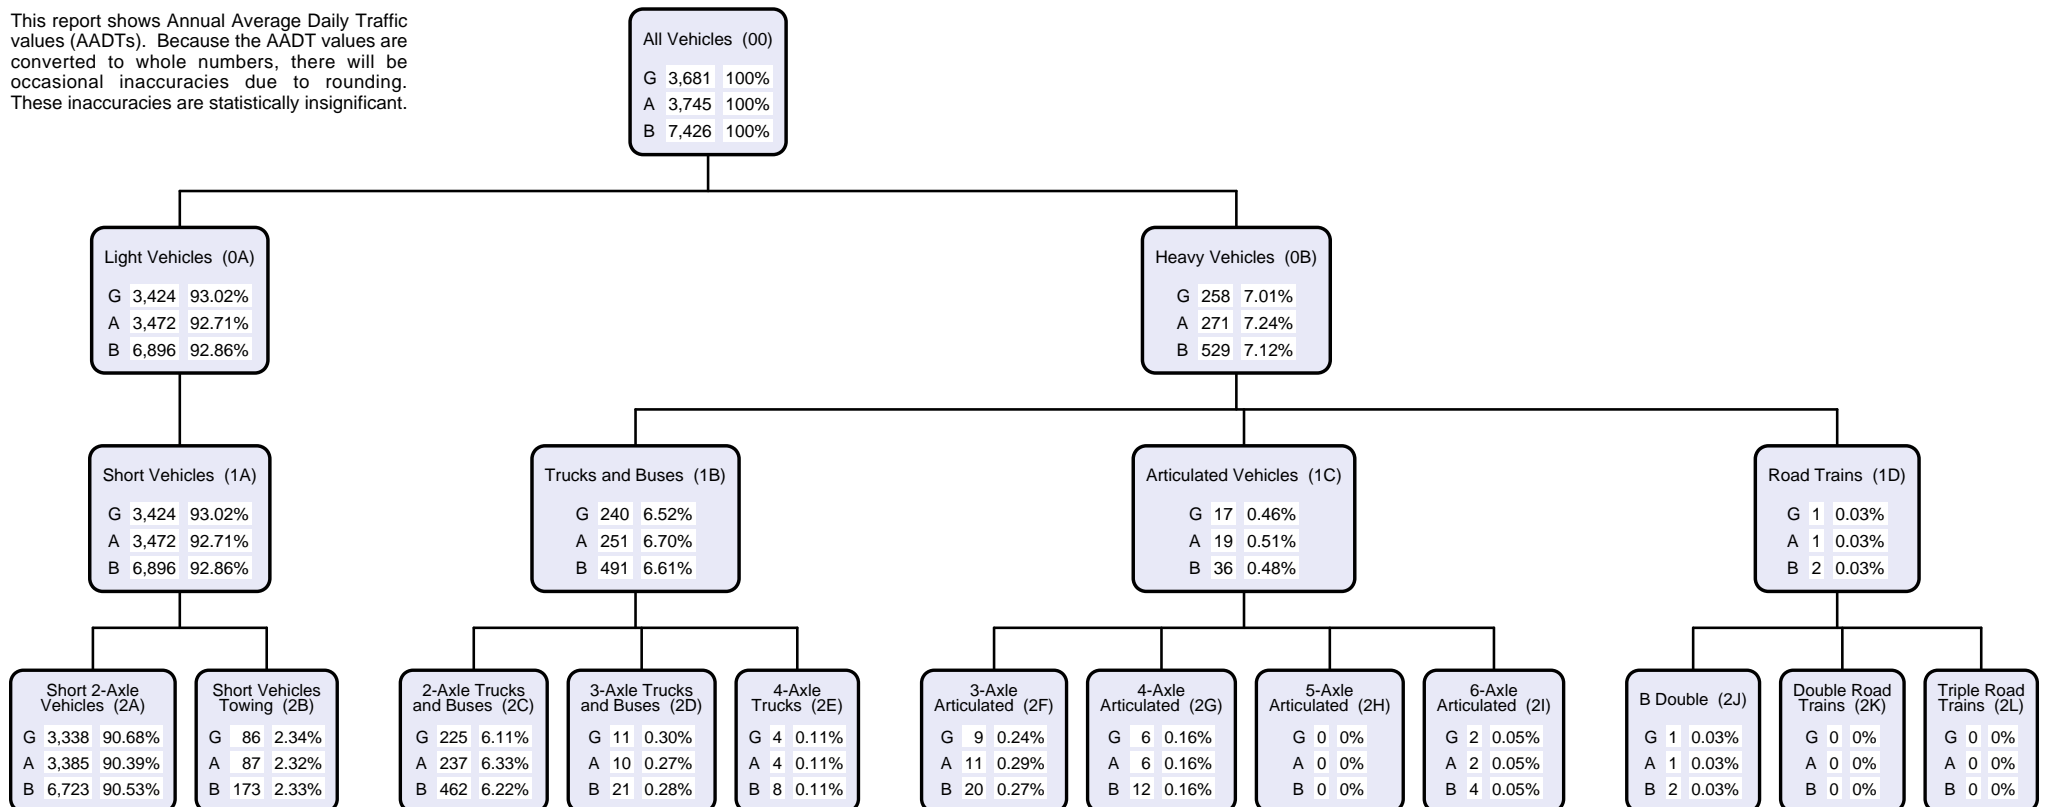 This report shows Annual Average Daily Traffic
values (AADTs). Because the AADT values are
converted to whole numbers, there will be
occasional inaccuracies due to rounding.
These inaccuracies are statistically insignificant.
All Vehicles (00)
G 3,681 100%
A 3,745 100%
B 7,426 100%
Light Vehicles (0A)
G 3,424 93.02%
A 3,472 92.71%
B 6,896 92.86%
Heavy Vehicles (0B)
G 258 7.01%
A 271 7.24%
B 529 7.12%
Short Vehicles (1A)
G 3,424 93.02%
A 3,472 92.71%
B 6,896 92.86%
Trucks and Buses (1B)
G 240 6.52%
A 251 6.70%
B 491 6.61%
Articulated Vehicles (1C)
G 17 0.46%
A 19 0.51%
B 36 0.48%
Road Trains (1D)
G 1 0.03%
A 1 0.03%
B 2 0.03%
Short 2-Axle
Vehicles (2A)
G 3,338 90.68%
A 3,385 90.39%
B 6,723 90.53%
Short Vehicles
Towing (2B)
G 86 2.34%
A 87 2.32%
B 173 2.33%
2-Axle Trucks
and Buses (2C)
G 225 6.11%
A 237 6.33%
B 462 6.22%
3-Axle Trucks
and Buses (2D)
G 11 0.30%
A 10 0.27%
B 21 0.28%
4-Axle
Trucks (2E)
G 4 0.11%
A 4 0.11%
B 8 0.11%
3-Axle
Articulated (2F)
G 9 0.24%
A 11 0.29%
B 20 0.27%
4-Axle
Articulated (2G)
G 6 0.16%
A 6 0.16%
B 12 0.16%
5-Axle
Articulated (2H)
G 0 0%
A 0 0%
B 0 0%
6-Axle
Articulated (2I)
G 2 0.05%
A 2 0.05%
B 4 0.05%
B Double (2J)
G 1 0.03%
A 1 0.03%
B 2 0.03%
Double Road
Trains (2K)
G 0 0%
A 0 0%
B 0 0%
Triple Road
Trains (2L)
G 0 0%
A 0 0%
B 0 0%